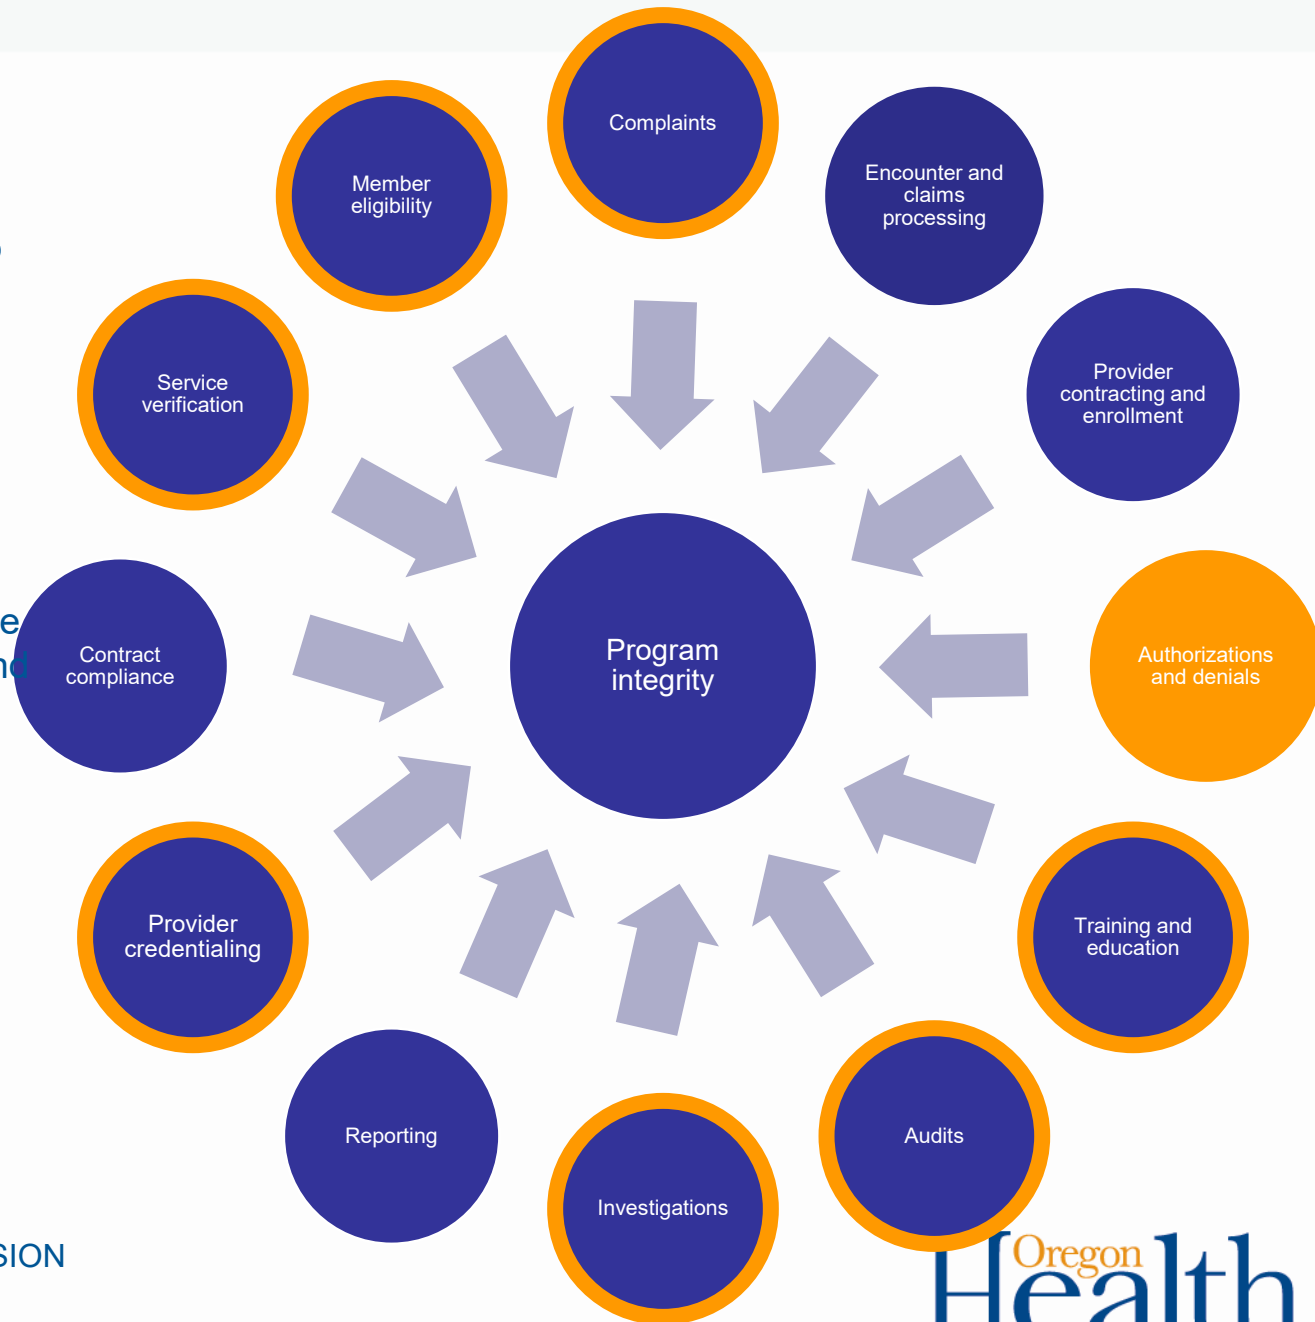 Complaints
Encounter and
claims
processing
Provider
contracting and
enrollment
Authorizations
and denials
Training and
education
Audits
Investigations
Reporting
Provider
credentialing
Contract
compliance
Service
verification
Member
eligibility
Program
integrity
Oregon
Health